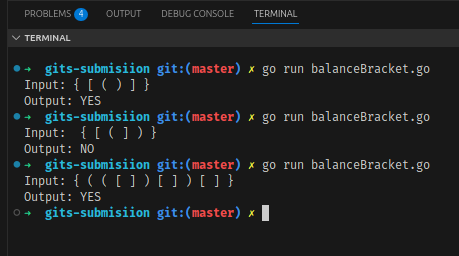 PROBLEMS 4 OUTPUT DEBUG CONSOLE TERMINAL
TERMINAL
→ gits-submisiion git:(master) ✗ go run balanceBracket.go
Input: { [ ( ) ] }
Output: YES
→ gits-submisiion git:(master) ✗ go run balanceBracket.go
Input:  { [ ( ] ) }
Output: NO
→ gits-submisiion git:(master) ✗ go run balanceBracket.go
Input: { ( ( [ ] ) [ ] ) [ ] }
Output: YES
→ gits-submisiion git:(master) ✗